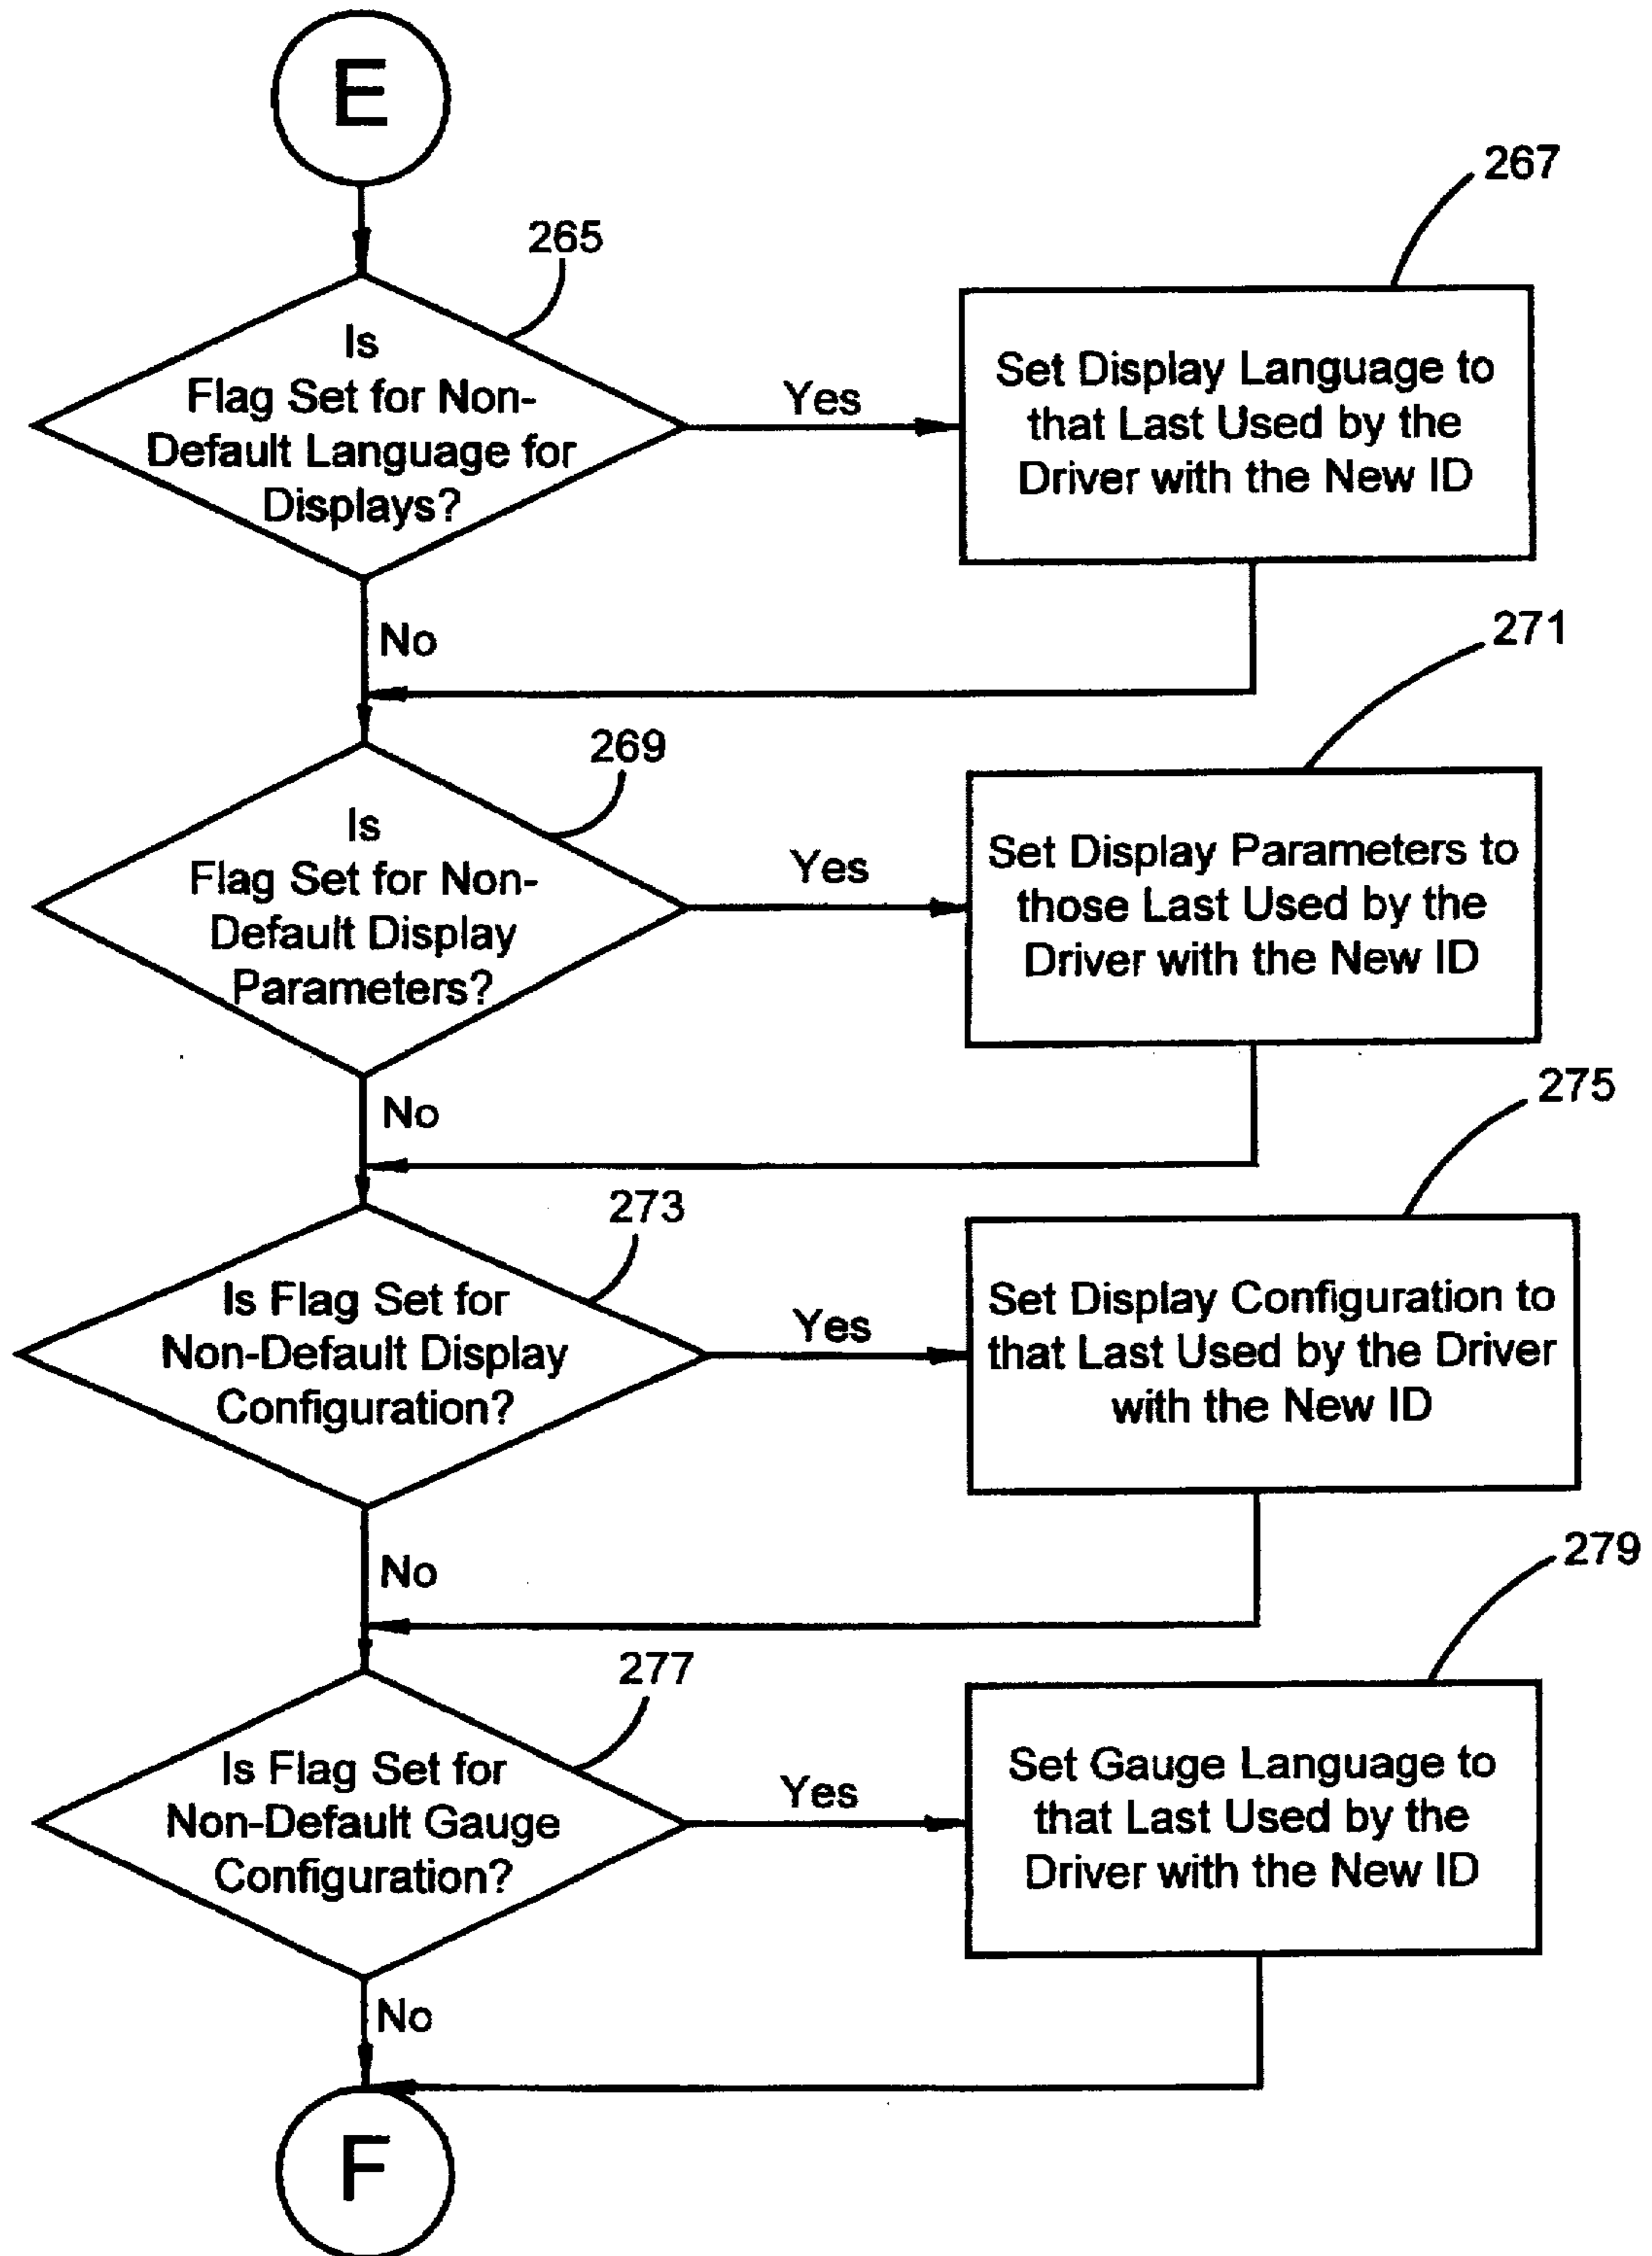 E
265
267
Is
Flag Set for Non-
Default Language for
Displays?
Yes
Set Display Language to
that Last Used by the
Driver with the New ID
No
269
271
Is
Flag Set for Non-
Default Display
Parameters?
Yes
Set Display Parameters to
those Last Used by the
Driver with the New ID
No
273
275
Is Flag Set for
Non-Default Display
Configuration?
Yes
Set Display Configuration to
that Last Used by the Driver
with the New ID
No
277
279
Is Flag Set for
Non-Default Gauge
Configuration?
Yes
Set Gauge Language to
that Last Used by the
Driver with the New ID
No
F